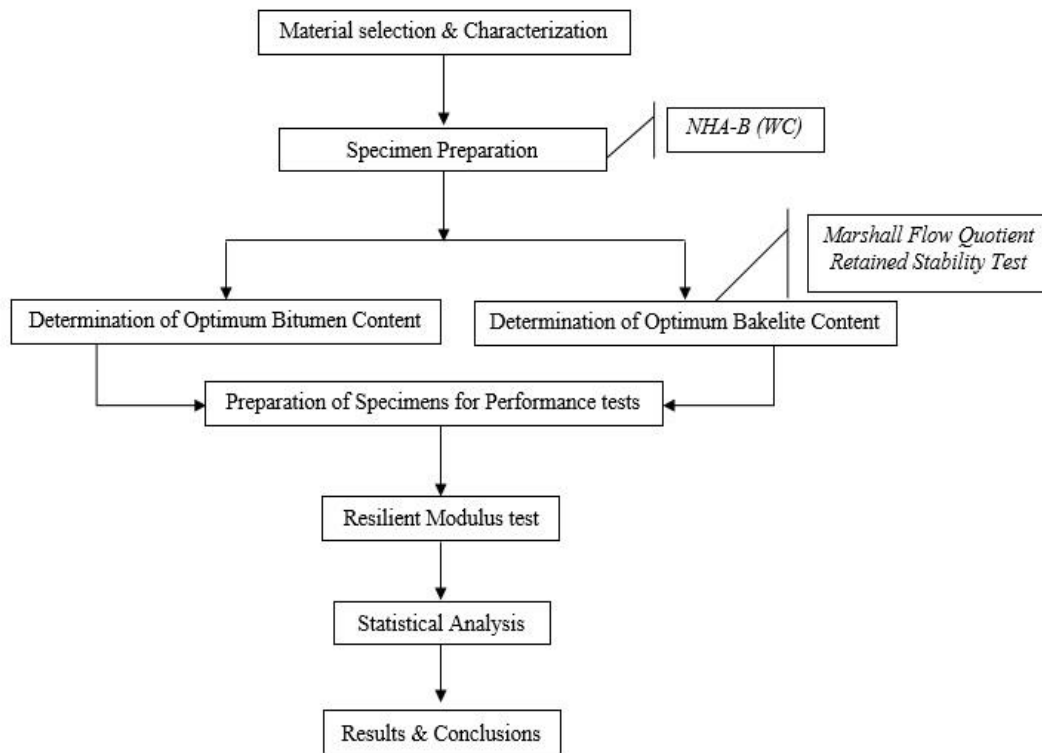 Material selection & Characterization
NHA-B (WC)
Specimen Preparation
Marshall Flow Quotient
Retained Stability Test
Determination of Optimum Bitumen Content
Determination of Optimum Bakelite Content
Preparation of Specimens for Performance tests
Resilient Modulus test
Statistical Analysis
Results & Conclusions